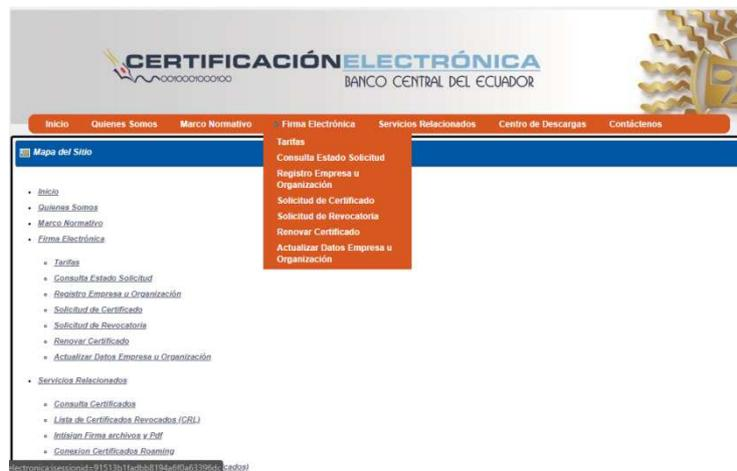 CERTIFICACIÓN ELECTRÓNICA
001000100100
BANCO CENTRAL DEL ECUADOR
Inicio Quienes Somos Marco Normativo Firma Electrónica Servicios Relacionados Centro de Descargas Contáctenos
Tarifas
Consulta Estado Solicitud
Registro Empresa u
Organización
Solicitud de Certificado
Solicitud de Revocatoria
Renovar Certificado
Actualizar Datos Empresa u
Organización
Mapa del Sitio
Inicio
Quienes Somos
Marco Normativo
Firma Electrónica
Tarifas
Consulta Estado Solicitud
Registro Empresa u Organización
Solicitud de Certificado
Solicitud de Revocatoria
Renovar Certificado
Actualizar Datos Empresa u Organización
Servicios Relacionados
Consulta Certificados
Lista de Certificados Revocados (CRL)
Intisign Firma archivos y Pdf
Conexion Certificados Roaming
cados)